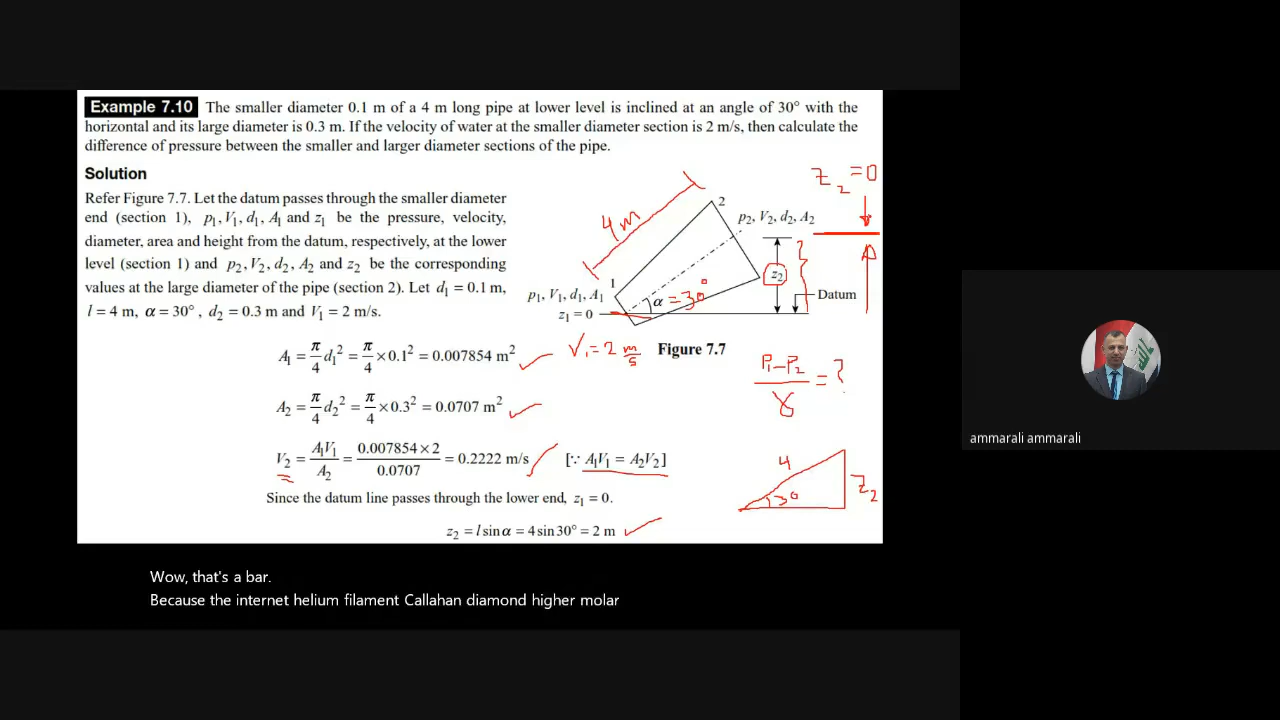 Example 7.10 The smaller diameter 0.1 m of a 4 m long pipe at lower level is inclined at an angle of 30° with the
horizontal and its large diameter is 0.3 m. If the velocity of water at the smaller diameter section is 2 m/s, then calculate the
difference of pressure between the smaller and larger diameter sections of the pipe.
Solution
Refer Figure 7.7. Let the datum passes through the smaller diameter
end (section 1), p₁, V₁, d₁, A₁ and z₁ be the pressure, velocity,
diameter, area and height from the datum, respectively, at the lower
level (section 1) and p₂, V₂, d₂, A₂ and z₂ be the corresponding
values at the large diameter of the pipe (section 2). Let d₁ = 0.1 m,
l = 4 m, α = 30°, d₂ = 0.3 m and V₁ = 2 m/s.
z₂ = 0
4 m
2
p₂, V₂, d₂, A₂
z₂
1
p₁, V₁, d₁, A₁
α = 30°
Datum
z₁ = 0
V₁ = 2 m/s
Figure 7.7
A₁ = π/4 d₁² = π/4 × 0.1² = 0.007854 m²
P₁ – P₂ / γ = ?
A₂ = π/4 d₂² = π/4 × 0.3² = 0.0707 m²
V₂ = A₁V₁/A₂ = 0.007854 × 2/0.0707 = 0.2222 m/s [∵ A₁V₁ = A₂V₂]
4
30
z₂
Since the datum line passes through the lower end, z₁ = 0.
z₂ = l sin α = 4 sin 30° = 2 m
ammarali ammarali
Wow, that's a bar.
Because the internet helium filament Callahan diamond higher molar